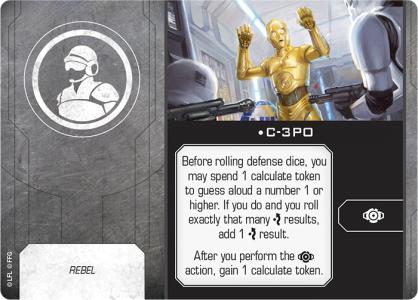 •C-3PO
Before rolling defense dice, you
may spend 1 calculate token
to guess aloud a number 1 or
higher. If you do and you roll
exactly that many results,
add 1 result.
After you perform the
action, gain 1 calculate token.
REBEL
© LFL © FFG